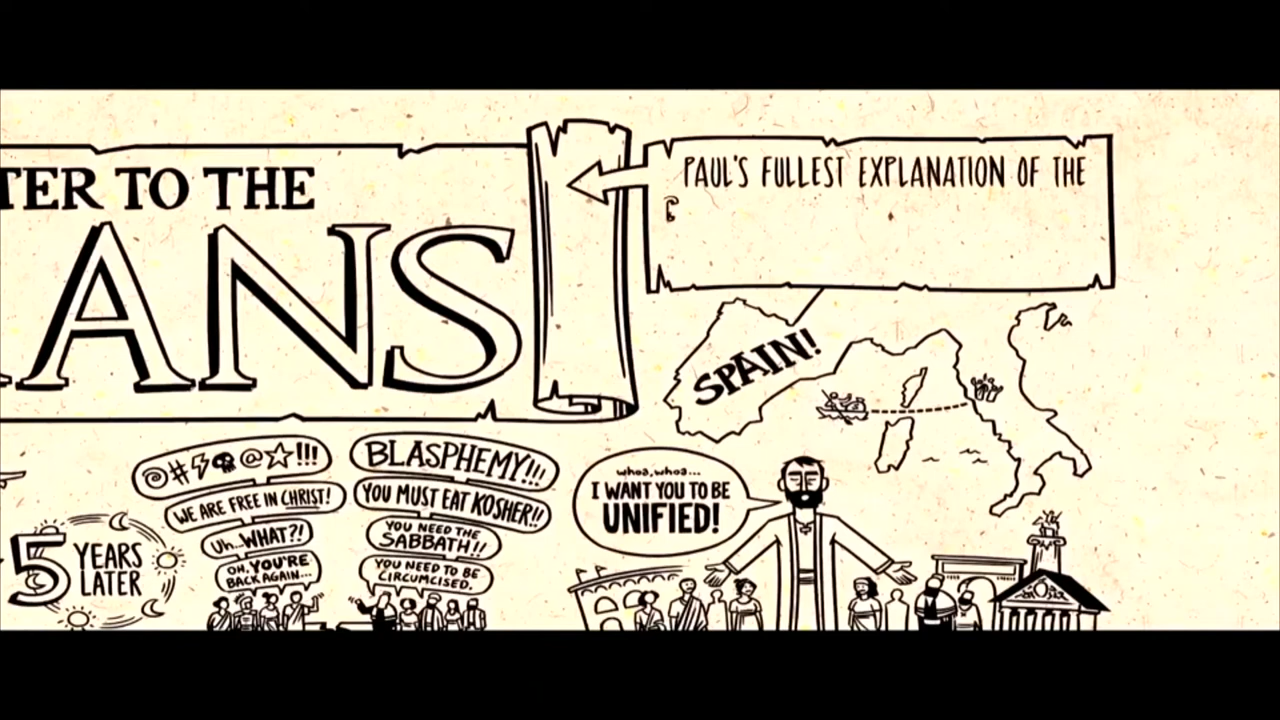 TER TO THE
ANS
PAUL'S FULLEST EXPLANATION OF THE
G
SPAIN!
@#⚡☠@☆!!!
WE ARE FREE IN CHRIST!
Uh...WHAT?!
OH, YOU'RE
BACK AGAIN...
BLASPHEMY!!!
YOU MUST EAT KOSHER!!
YOU NEED THE
SABBATH!!
YOU NEED TO BE
CIRCUMCISED.
5 YEARS
LATER
whoa, whoa...
I WANT YOU TO BE
UNIFIED!